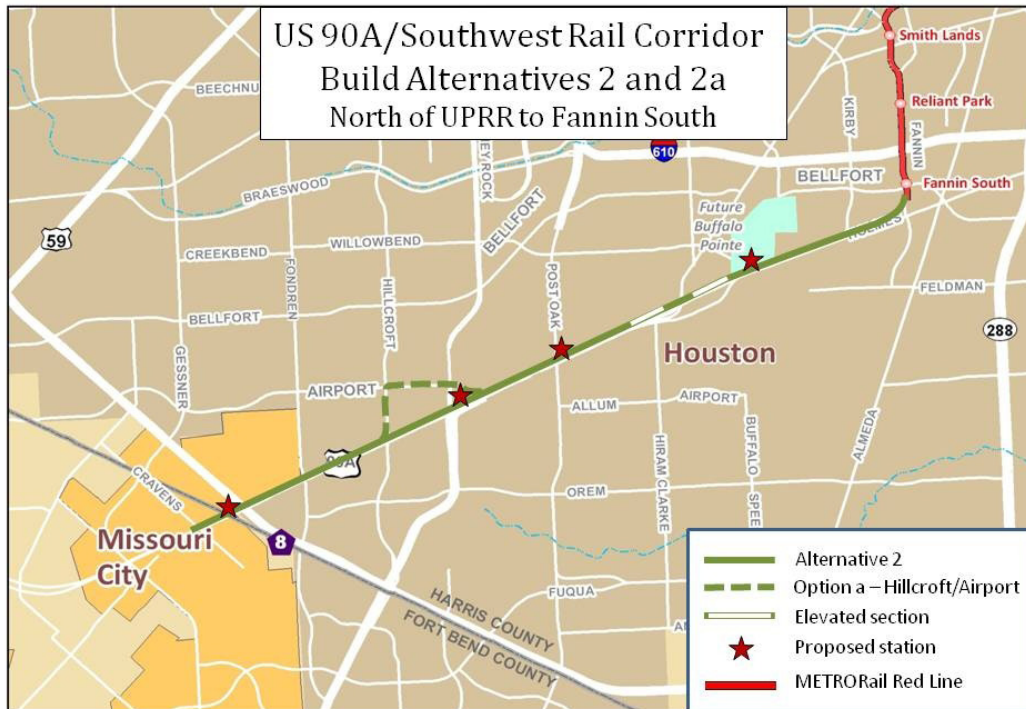 US 90A/Southwest Rail Corridor
Build Alternatives 2 and 2a
North of UPRR to Fannin South
Smith Lands
BEECHNU
KIRBY
Reliant Park
FANNIN
610
EY ROCK
BELLFORT
BRAESWOOD
Fannin South
BELLFORT
Future
Buffalo
Pointe
HOLMES
59
WILLOWBEND
CREEKBEND
FONDREN
HILLCROFT
POST OAK
FELDMAN
BELLFORT
288
GESSNER
Houston
AIRPORT
ALLUM
AIRPORT
ALMEDA
HIRAM CLARKE
BUFFALO SPEE
90A
CRAVENS
OREM
Missouri
City
8
HARRIS COUNTY
FORT BEND COUNTY
FUQUA
Alternative 2
Option a – Hillcroft/Airport
Elevated section
Proposed station
METRORail Red Line